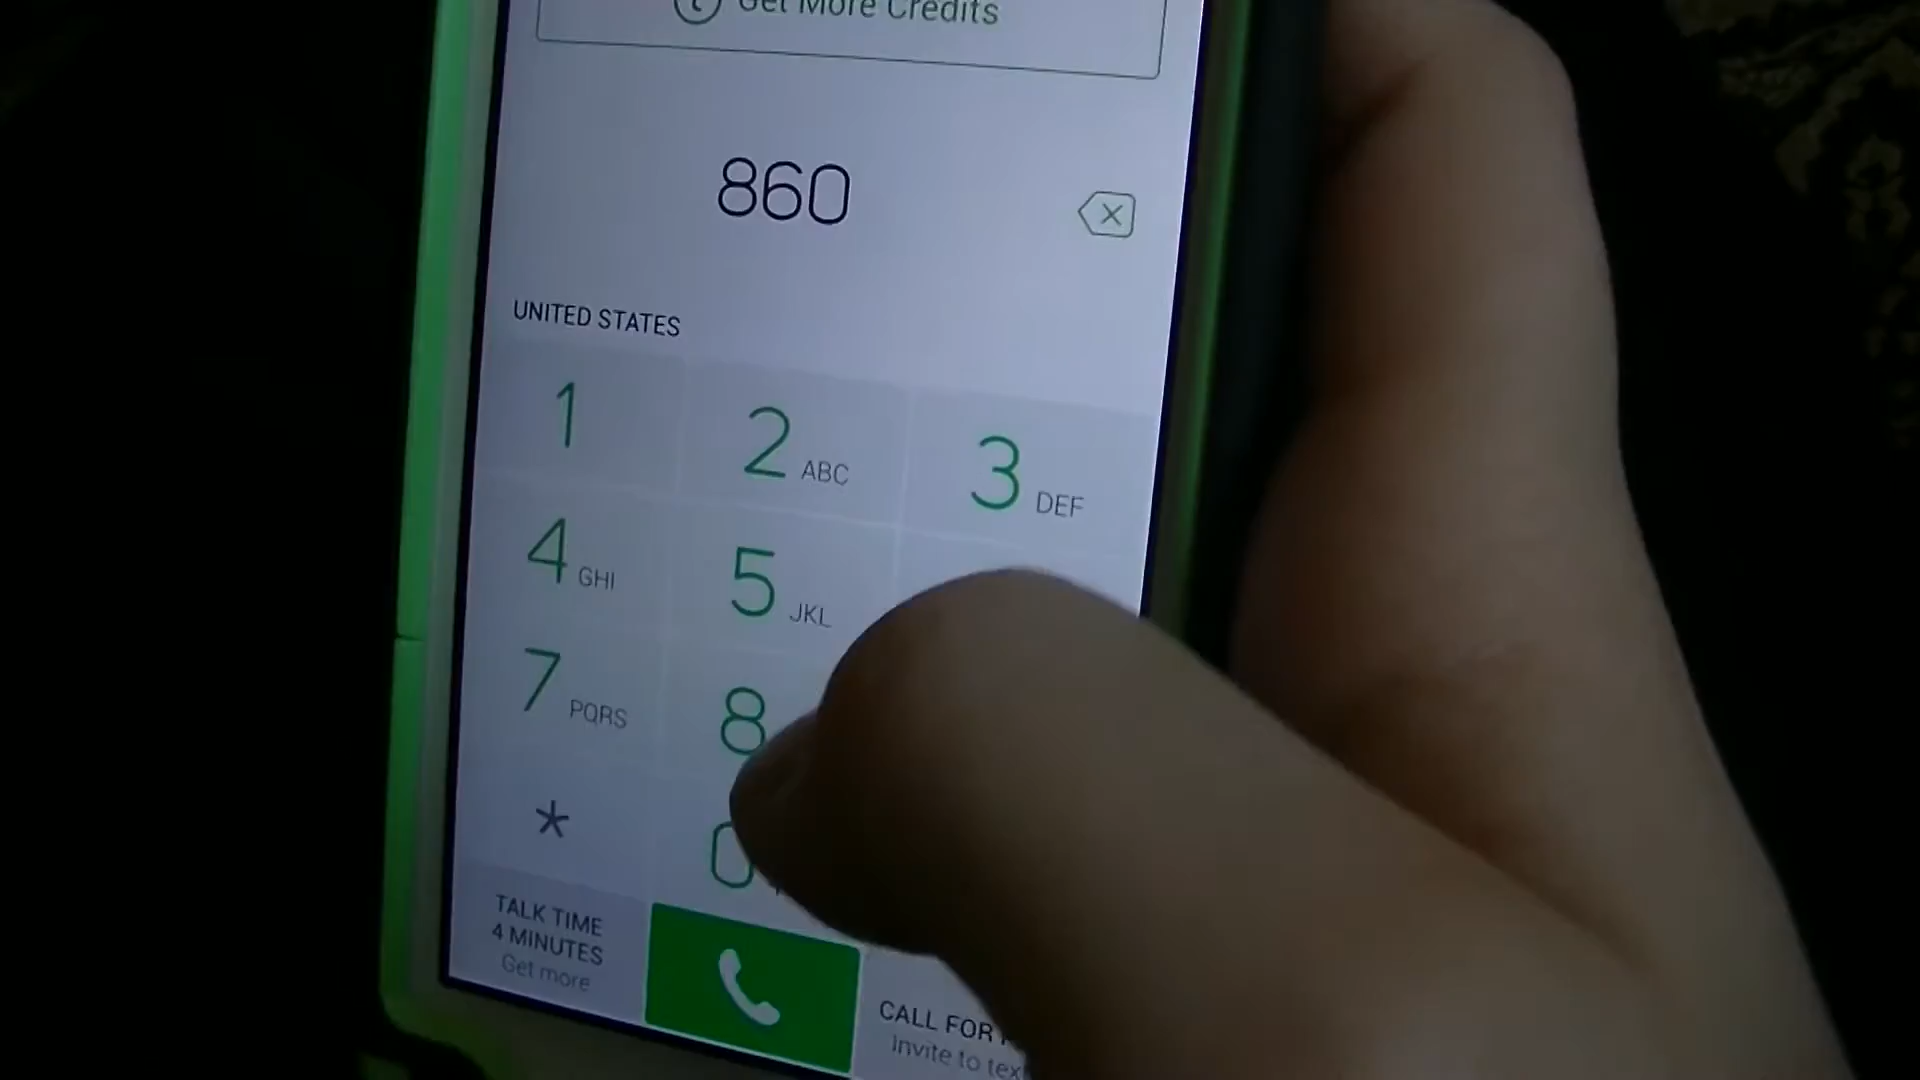 Get More Credits
860
UNITED STATES
1
2 ABC
3 DEF
4 GHI
5 JKL
7 PQRS
8
*
0
TALK TIME
4 MINUTES
Get more
CALL FOR
Invite to